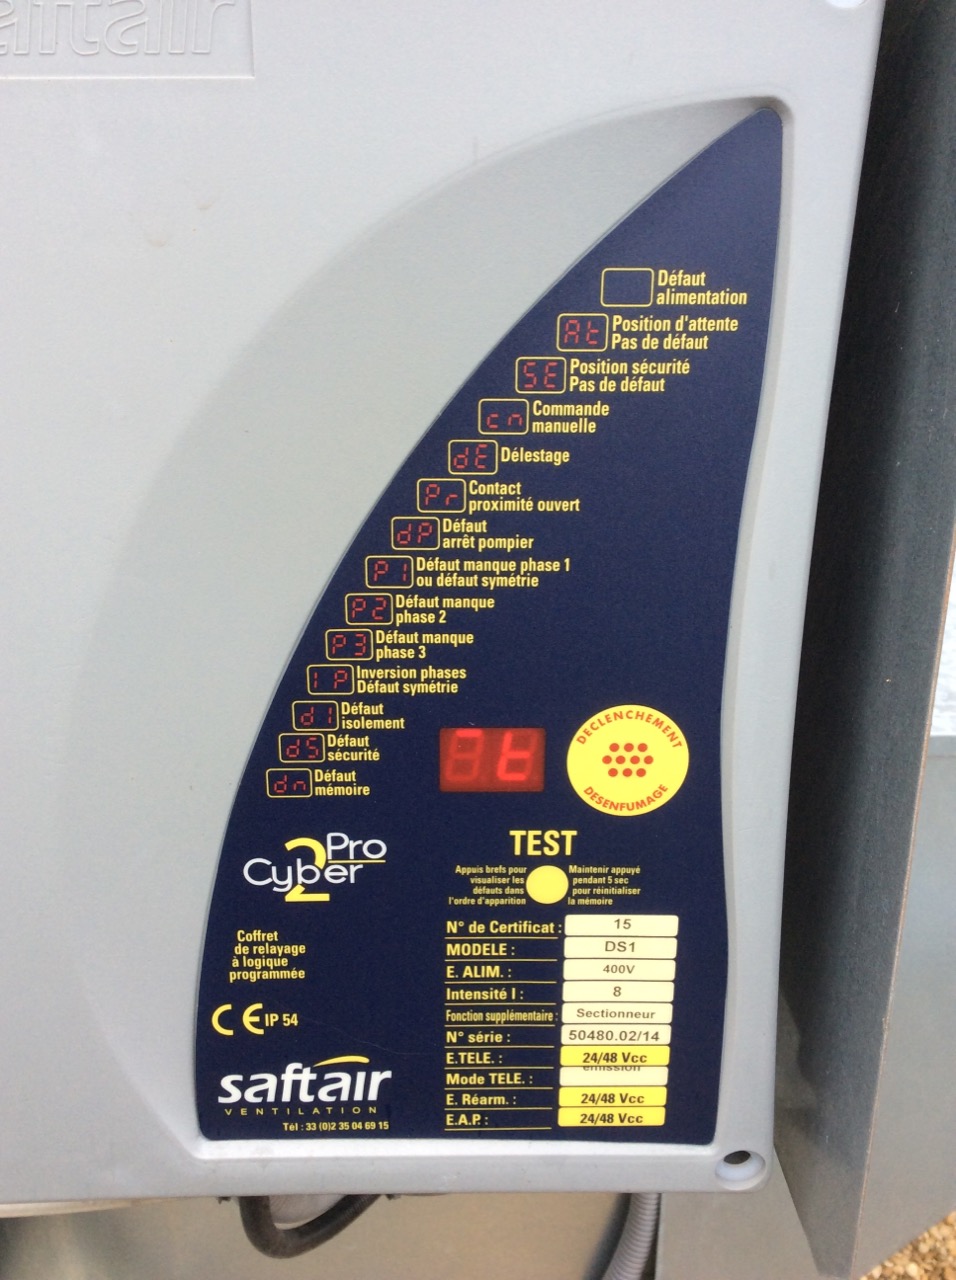 saftair
Défaut
alimentation
At Position d'attente
Pas de défaut
SE Position sécurité
Pas de défaut
cn Commande
manuelle
dE Délestage
Pr Contact
proximité ouvert
dP Défaut
arrêt pompier
P1 Défaut manque phase 1
ou défaut symétrie
P2 Défaut manque
phase 2
P3 Défaut manque
phase 3
IP Inversion phases
Défaut symétrie
d1 Défaut
isolement
dS Défaut
sécurité
dn Défaut
mémoire
DECLENCHEMENT
DESENFUMAGE
TEST
Appuis brefs pour
visualiser les
défauts dans
l'ordre d'apparition
Maintenir appuyé
pendant 5 sec
pour réinitialiser
la mémoire
Cyber 2 Pro
Coffret
de relayage
à logique
programmée
CE IP 54
saftair
VENTILATION
Tél : 33 (0)2 35 04 69 15
N° de Certificat : 15
MODELE : DS1
E. ALIM. : 400V
Intensité I : 8
Fonction supplémentaire : Sectionneur
N° série : 50480.02/14
E.TELE. : 24/48 Vcc
Mode TELE. : émission
E. Réarm. : 24/48 Vcc
E.A.P. : 24/48 Vcc